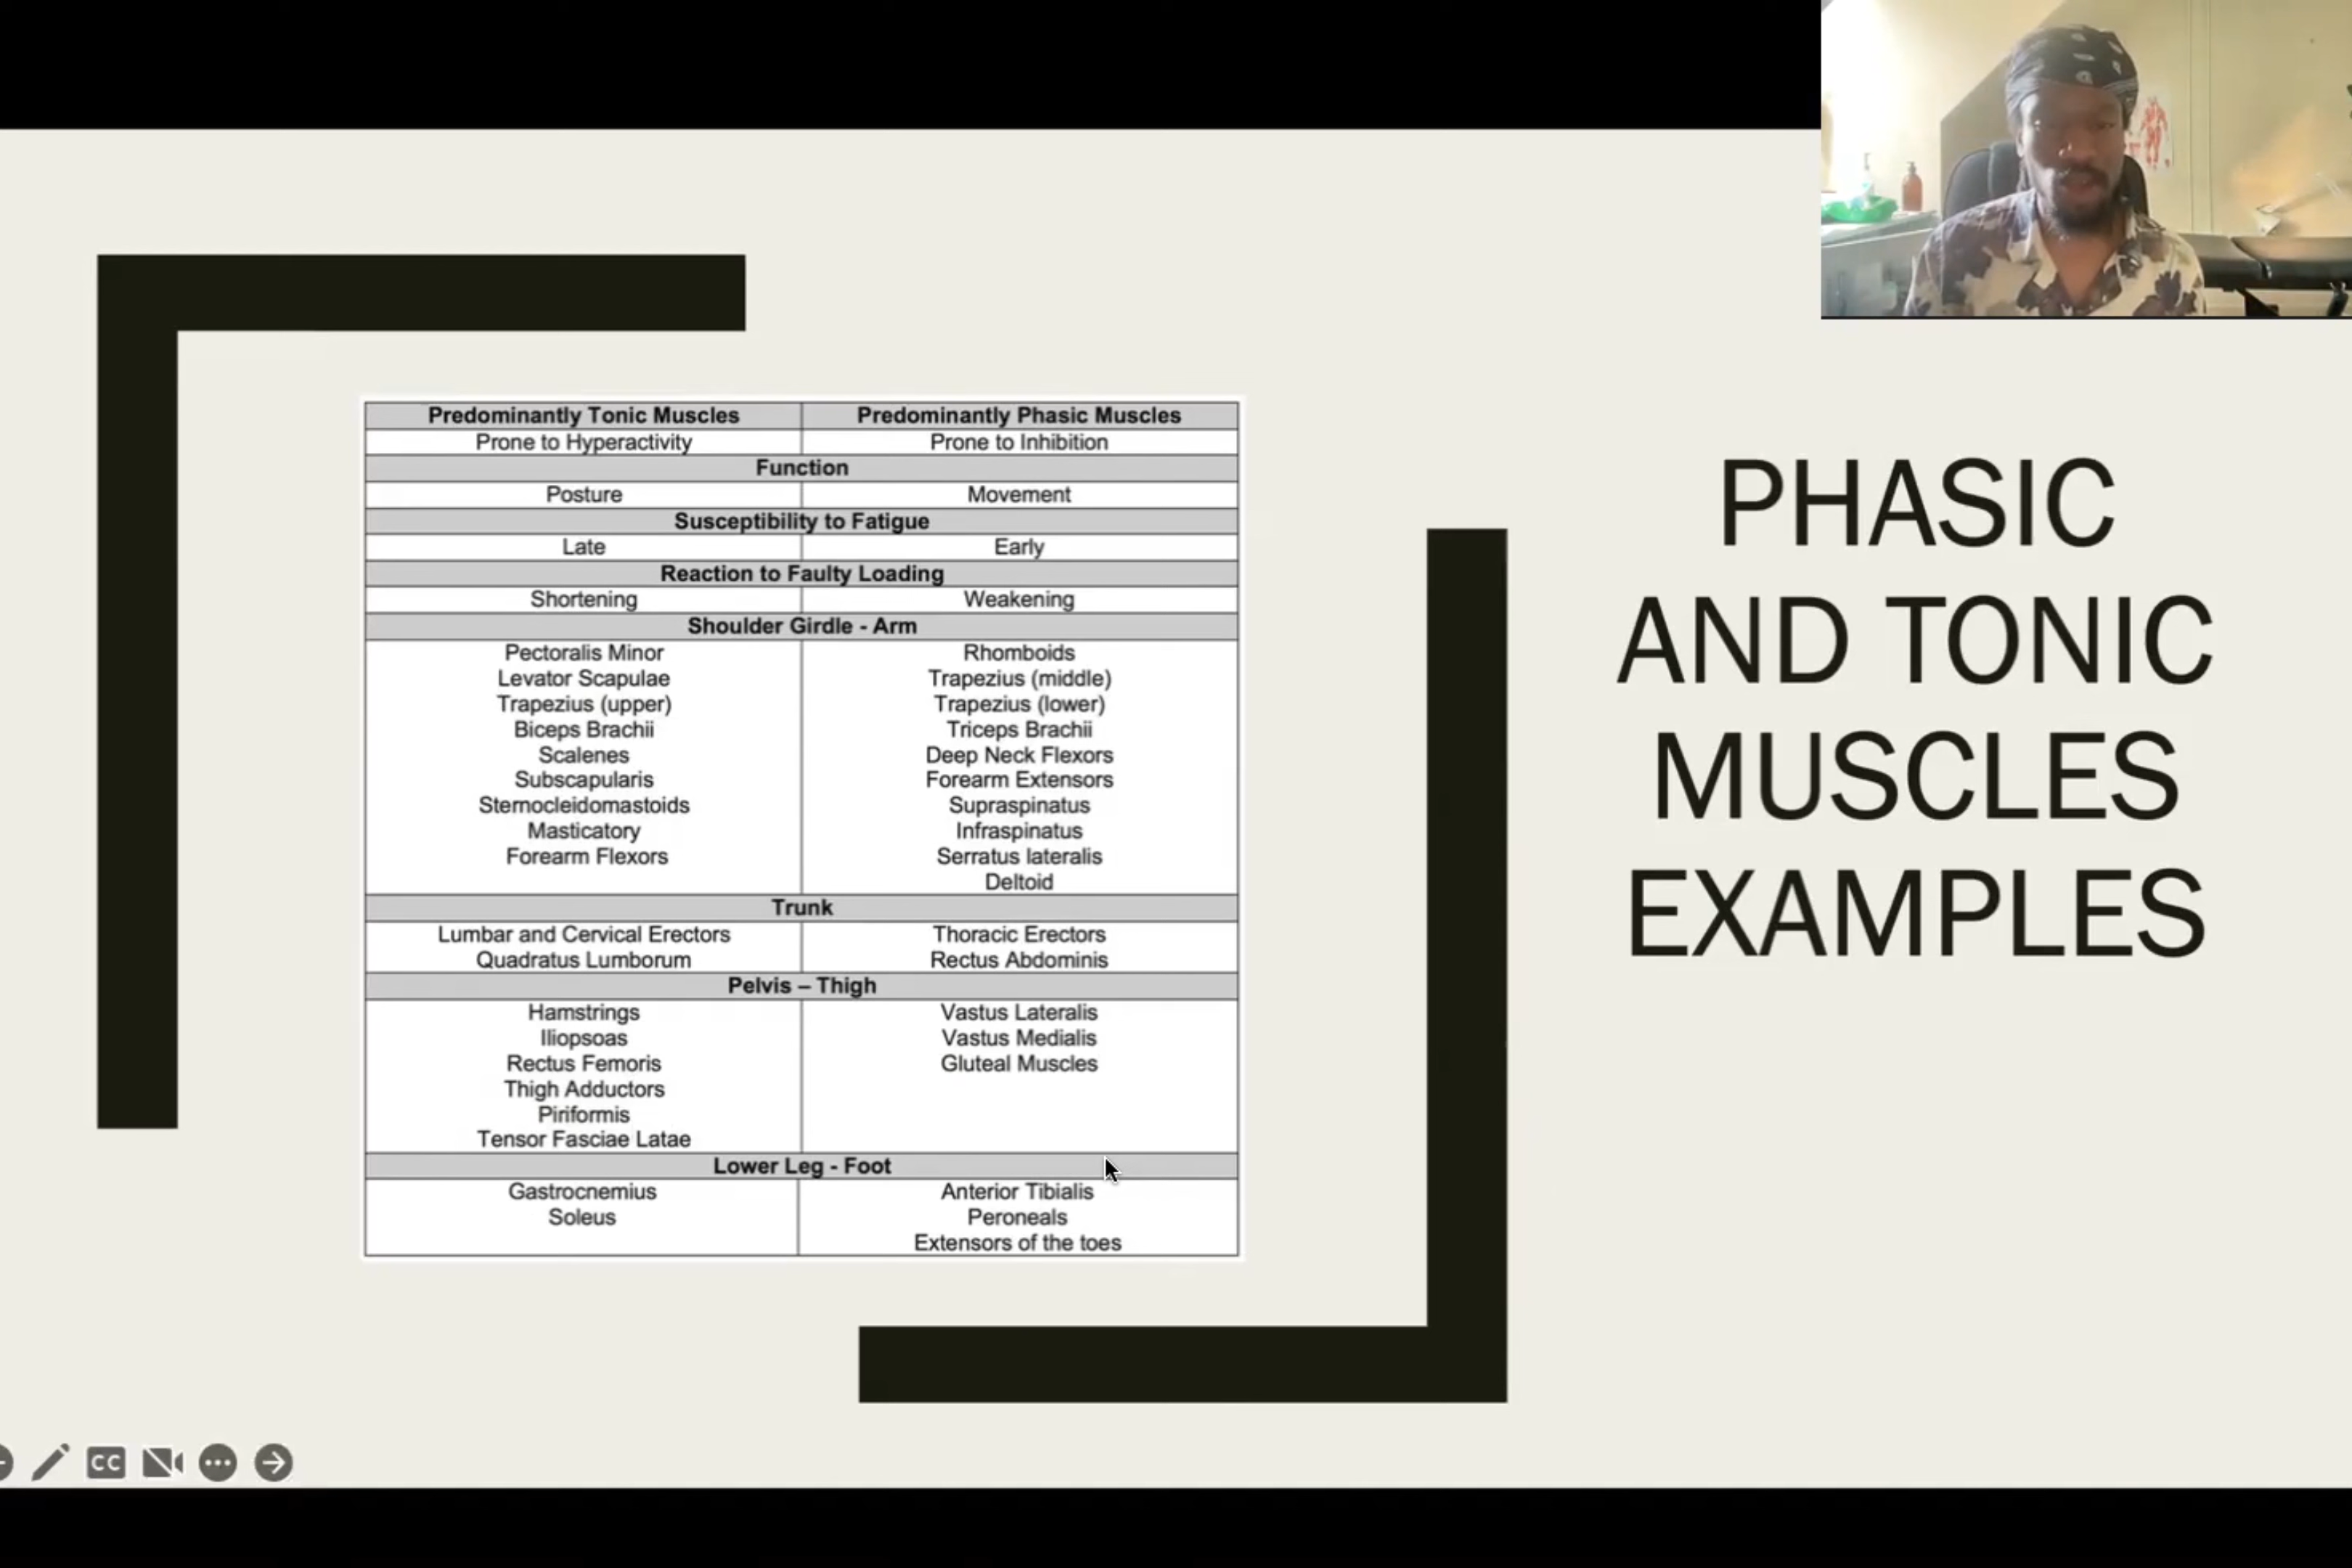 Predominantly Tonic Muscles Predominantly Phasic Muscles
Prone to Hyperactivity Prone to Inhibition
Function
Posture Movement
Susceptibility to Fatigue
Late Early
Reaction to Faulty Loading
Shortening Weakening
Shoulder Girdle - Arm
Pectoralis Minor Rhomboids
Levator Scapulae Trapezius (middle)
Trapezius (upper) Trapezius (lower)
Biceps Brachii Triceps Brachii
Scalenes Deep Neck Flexors
Subscapularis Forearm Extensors
Sternocleidomastoids Supraspinatus
Masticatory Infraspinatus
Forearm Flexors Serratus lateralis
Deltoid
Trunk
Lumbar and Cervical Erectors Thoracic Erectors
Quadratus Lumborum Rectus Abdominis
Pelvis – Thigh
Hamstrings Vastus Lateralis
Iliopsoas Vastus Medialis
Rectus Femoris Gluteal Muscles
Thigh Adductors
Piriformis
Tensor Fasciae Latae
Lower Leg - Foot
Gastrocnemius Anterior Tibialis
Soleus Peroneals
Extensors of the toes
PHASIC
AND TONIC
MUSCLES
EXAMPLES
CC